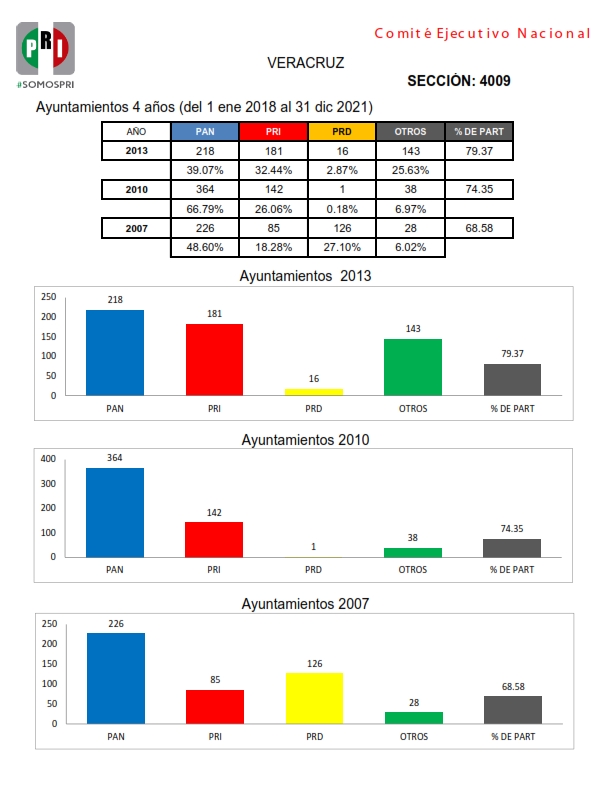 Comité Ejecutivo Nacional
PRI
#SOMOSPRI
VERACRUZ
SECCIÓN: 4009
Ayuntamientos 4 años (del 1 ene 2018 al 31 dic 2021)
AÑO PAN PRI PRD OTROS % DE PART
2013 218 181 16 143 79.37
39.07% 32.44% 2.87% 25.63%
2010 364 142 1 38 74.35
66.79% 26.06% 0.18% 6.97%
2007 226 85 126 28 68.58
48.60% 18.28% 27.10% 6.02%
Ayuntamientos 2013
250
200
150
100
50
0
218 181 16 143 79.37
PAN PRI PRD OTROS % DE PART
Ayuntamientos 2010
400
300
200
100
0
364 142 1 38 74.35
PAN PRI PRD OTROS % DE PART
Ayuntamientos 2007
250
200
150
100
50
0
226 85 126 28 68.58
PAN PRI PRD OTROS % DE PART